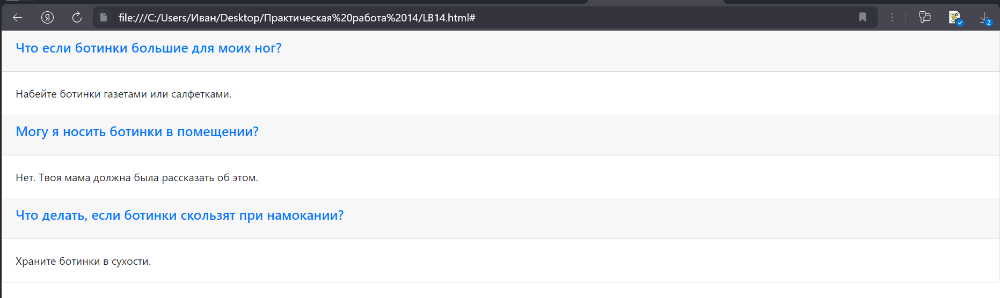 Я
file:///C:/Users/Иван/Desktop/Практическая%20работа%2014/LB14.html#
2
Что если ботинки большие для моих ног?
Набейте ботинки газетами или салфетками.
Могу я носить ботинки в помещении?
Нет. Твоя мама должна была рассказать об этом.
Что делать, если ботинки скользят при намокании?
Храните ботинки в сухости.